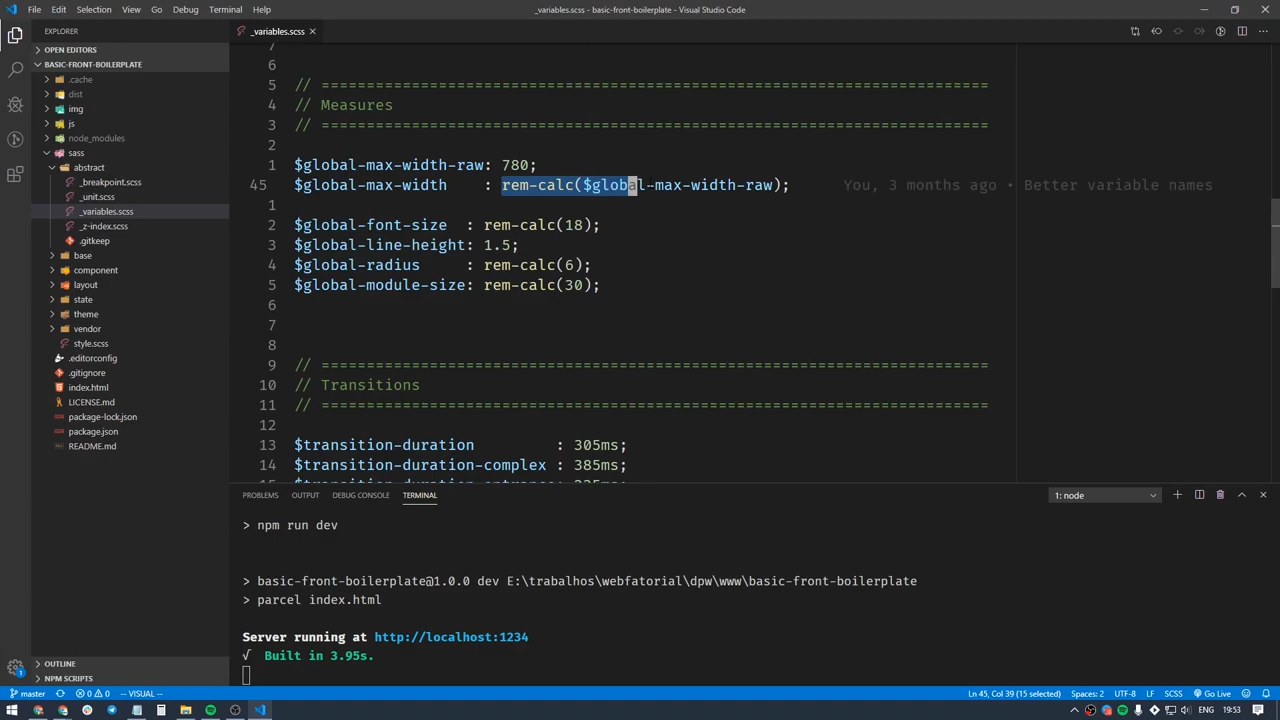 File Edit Selection View Go Debug Terminal Help
_variables.scss - basic-front-boilerplate - Visual Studio Code
EXPLORER
OPEN EDITORS
BASIC-FRONT-BOILERPLATE
.cache
dist
img
js
node_modules
sass
abstract
_breakpoint.scss
_unit.scss
_variables.scss
_z-index.scss
.gitkeep
base
component
layout
state
theme
vendor
style.scss
.editorconfig
.gitignore
index.html
LICENSE.md
package-lock.json
package.json
README.md
OUTLINE
NPM SCRIPTS
_variables.scss
7
6
5 // ==========================================================================
4 // Measures
3 // ==========================================================================
2
1 $global-max-width-raw: 780;
45 $global-max-width    : rem-calc($global-max-width-raw); You, 3 months ago • Better variable names
1
2 $global-font-size  : rem-calc(18);
3 $global-line-height: 1.5;
4 $global-radius     : rem-calc(6);
5 $global-module-size: rem-calc(30);
6
7
8
9 // ==========================================================================
10 // Transitions
11 // ==========================================================================
12
13 $transition-duration         : 305ms;
14 $transition-duration-complex : 385ms;
PROBLEMS OUTPUT DEBUG CONSOLE TERMINAL
1: node
> npm run dev
> basic-front-boilerplate@1.0.0 dev E:\trabalhos\webfatorial\dpw\www\basic-front-boilerplate
> parcel index.html
Server running at http://localhost:1234
√ Built in 3.95s.
1
master 0 0 -- VISUAL -- Ln 45, Col 39 (15 selected) Spaces: 2 UTF-8 LF SCSS Go Live
ENG 19:53